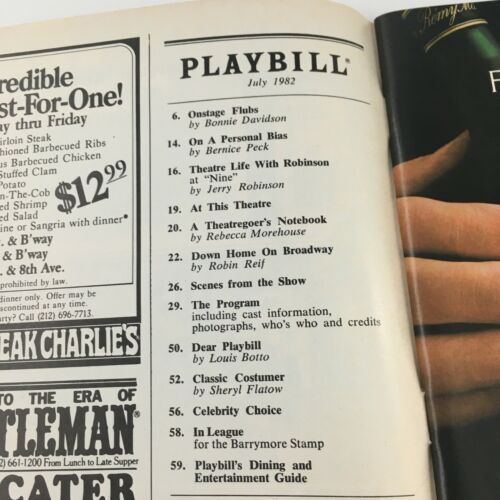 credible
st-For-One!
ay thru Friday
irloin Steak
hioned Barbecued Ribs
us Barbecued Chicken
Stuffed Clam
Potato
n-The-Cob
ed Shrimp
ed Salad
$12.99
ine or Sangria with dinner*
. & B'way
. & B'way
. & 8th Ave.
prohibited by law.
dinner only. Offer may be
iscontinued at any time.
arty? Call (212) 696-7713.
EAK CHARLIE'S
TO THE ERA OF
TLEMAN®
2) 661-1200 From Lunch to Late Supper
CATER
PLAYBILL®
July 1982
6. Onstage Flubs
by Bonnie Davidson
14. On A Personal Bias
by Bernice Peck
16. Theatre Life With Robinson
at "Nine"
by Jerry Robinson
19. At This Theatre
20. A Theatregoer's Notebook
by Rebecca Morehouse
22. Down Home On Broadway
by Robin Reif
26. Scenes from the Show
29. The Program
including cast information,
photographs, who's who and credits
50. Dear Playbill
by Louis Botto
52. Classic Costumer
by Sheryl Flatow
56. Celebrity Choice
58. In League
for the Barrymore Stamp
59. Playbill's Dining and
Entertainment Guide
Rémy M
F